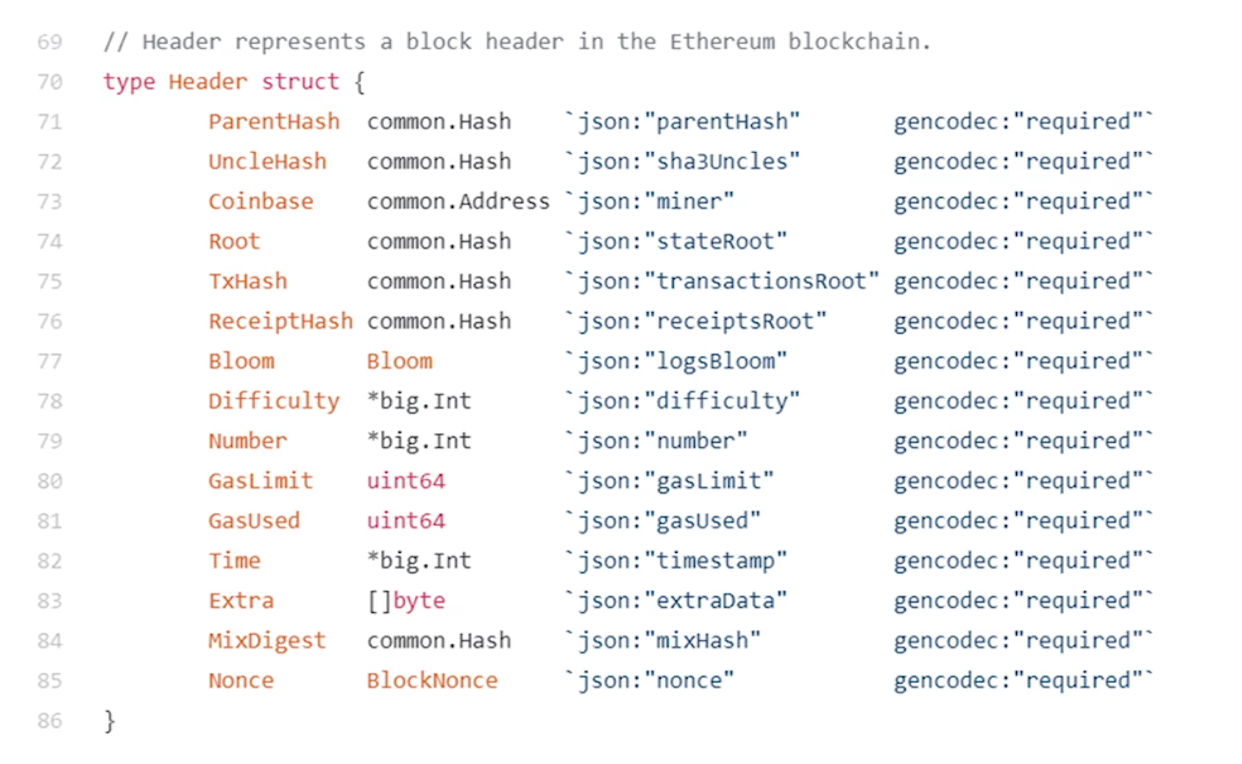 69 // Header represents a block header in the Ethereum blockchain.
70 type Header struct {
71 ParentHash common.Hash `json:"parentHash" gencodec:"required"`
72 UncleHash common.Hash `json:"sha3Uncles" gencodec:"required"`
73 Coinbase common.Address `json:"miner" gencodec:"required"`
74 Root common.Hash `json:"stateRoot" gencodec:"required"`
75 TxHash common.Hash `json:"transactionsRoot" gencodec:"required"`
76 ReceiptHash common.Hash `json:"receiptsRoot" gencodec:"required"`
77 Bloom Bloom `json:"logsBloom" gencodec:"required"`
78 Difficulty *big.Int `json:"difficulty" gencodec:"required"`
79 Number *big.Int `json:"number" gencodec:"required"`
80 GasLimit uint64 `json:"gasLimit" gencodec:"required"`
81 GasUsed uint64 `json:"gasUsed" gencodec:"required"`
82 Time *big.Int `json:"timestamp" gencodec:"required"`
83 Extra []byte `json:"extraData" gencodec:"required"`
84 MixDigest common.Hash `json:"mixHash" gencodec:"required"`
85 Nonce BlockNonce `json:"nonce" gencodec:"required"`
86 }